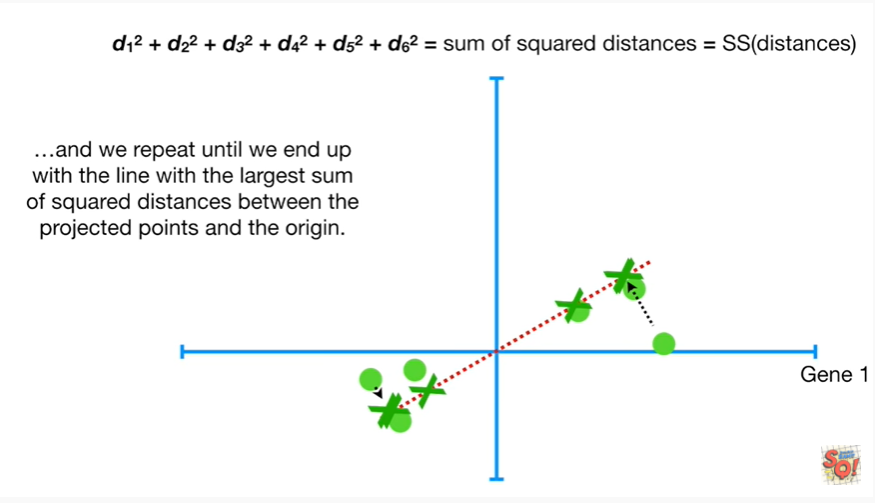 d₁² + d₂² + d₃² + d₄² + d₅² + d₆² = sum of squared distances = SS(distances)
…and we repeat until we end up
with the line with the largest sum
of squared distances between the
projected points and the origin.
Gene 1
SQ!